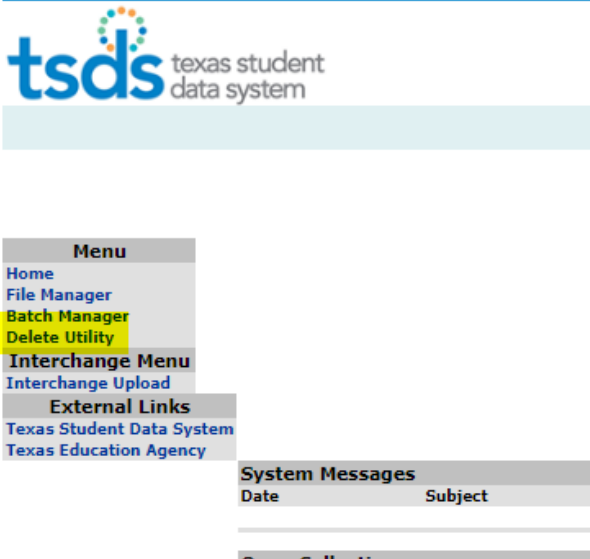 tsds texas student
data system
Menu
Home
File Manager
Batch Manager
Delete Utility
Interchange Menu
Interchange Upload
External Links
Texas Student Data System
Texas Education Agency
System Messages
Date Subject